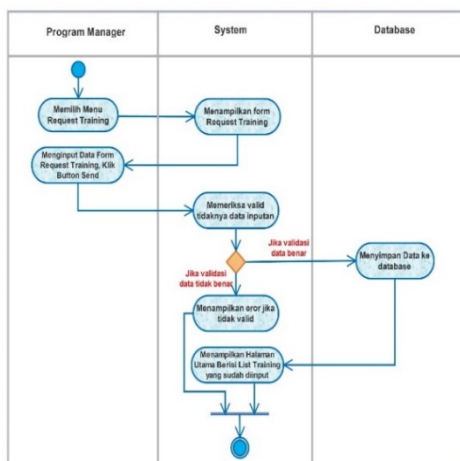 Program Manager
System
Database
Memilih Menu
Request Training
Menampilkan form
Request Training
Menginput Data Form
Request Training, Klik
Button Send
Memeriksa valid
tidaknya data inputan
Jika validasi
data benar
Menyimpan Data ke
database
Jika validasi
data tidak benar
Menampilkan eror jika
tidak valid
Menampilkan Halaman
Utama Berisi List Training
yang sudah diinput